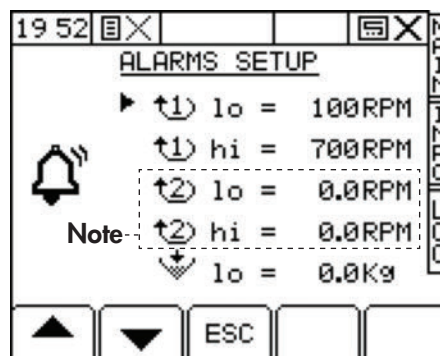 19 52
ALARMS SETUP
1 lo = 100RPM
1 hi = 700RPM
2 lo = 0.0RPM
Note 2 hi = 0.0RPM
lo = 0.0Kg
ESC